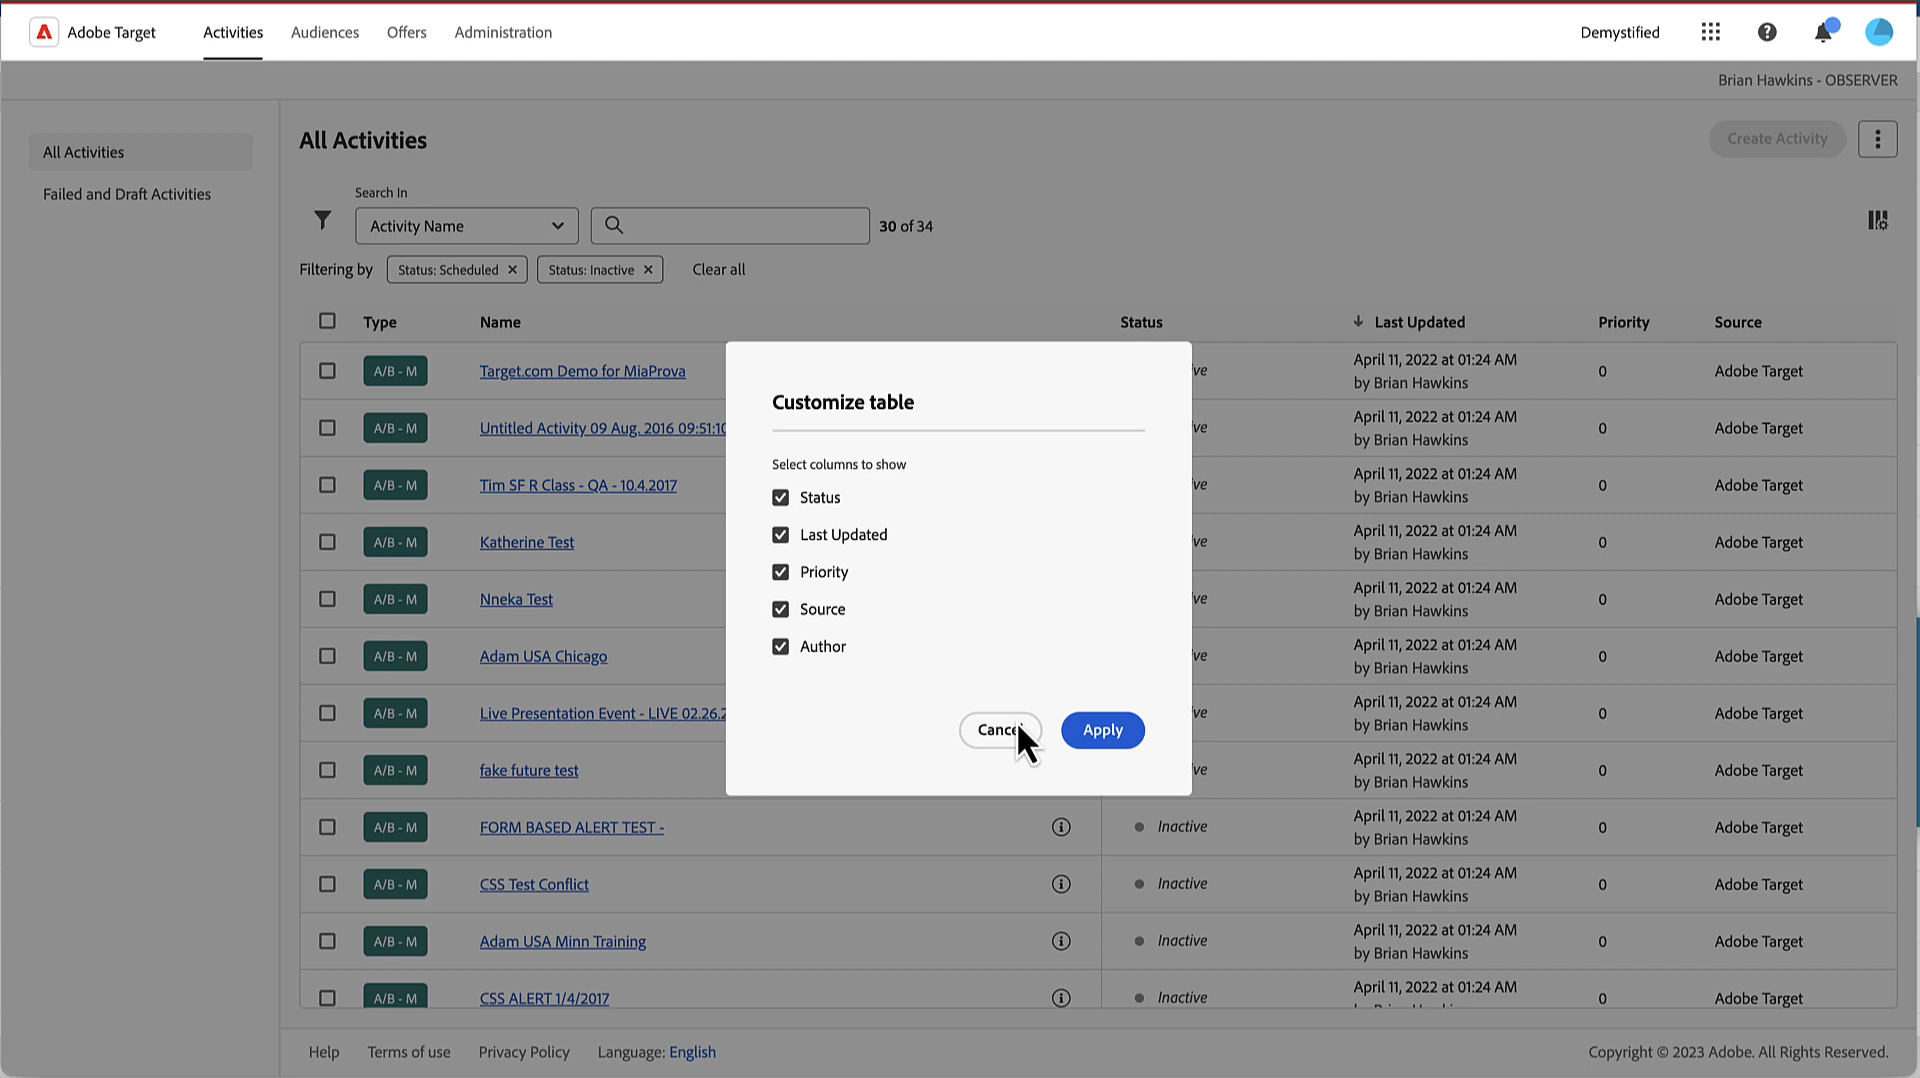 Adobe Target
Activities
Audiences
Offers
Administration
Demystified
Brian Hawkins - OBSERVER
All Activities
Failed and Draft Activities
All Activities
Create Activity
Search In
Activity Name
30 of 34
Filtering by
Status: Scheduled
Status: Inactive
Clear all
Type Name Status Last Updated Priority Source
A/B - M Target.com Demo for MiaProva ve April 11, 2022 at 01:24 AM 0 Adobe Target
by Brian Hawkins
A/B - M Untitled Activity 09 Aug. 2016 09:51:10 ve April 11, 2022 at 01:24 AM 0 Adobe Target
by Brian Hawkins
A/B - M Tim SF R Class - QA - 10.4.2017 ve April 11, 2022 at 01:24 AM 0 Adobe Target
by Brian Hawkins
A/B - M Katherine Test ve April 11, 2022 at 01:24 AM 0 Adobe Target
by Brian Hawkins
A/B - M Nneka Test ve April 11, 2022 at 01:24 AM 0 Adobe Target
by Brian Hawkins
A/B - M Adam USA Chicago ve April 11, 2022 at 01:24 AM 0 Adobe Target
by Brian Hawkins
A/B - M Live Presentation Event - LIVE 02.26.2 ve April 11, 2022 at 01:24 AM 0 Adobe Target
by Brian Hawkins
A/B - M fake future test ve April 11, 2022 at 01:24 AM 0 Adobe Target
by Brian Hawkins
A/B - M FORM BASED ALERT TEST - Inactive April 11, 2022 at 01:24 AM 0 Adobe Target
by Brian Hawkins
A/B - M CSS Test Conflict Inactive April 11, 2022 at 01:24 AM 0 Adobe Target
by Brian Hawkins
A/B - M Adam USA Minn Training Inactive April 11, 2022 at 01:24 AM 0 Adobe Target
by Brian Hawkins
A/B - M CSS ALERT 1/4/2017 Inactive April 11, 2022 at 01:24 AM 0 Adobe Target
Customize table
Select columns to show
Status
Last Updated
Priority
Source
Author
Cance
Apply
Help
Terms of use
Privacy Policy
Language: English
Copyright © 2023 Adobe. All Rights Reserved.